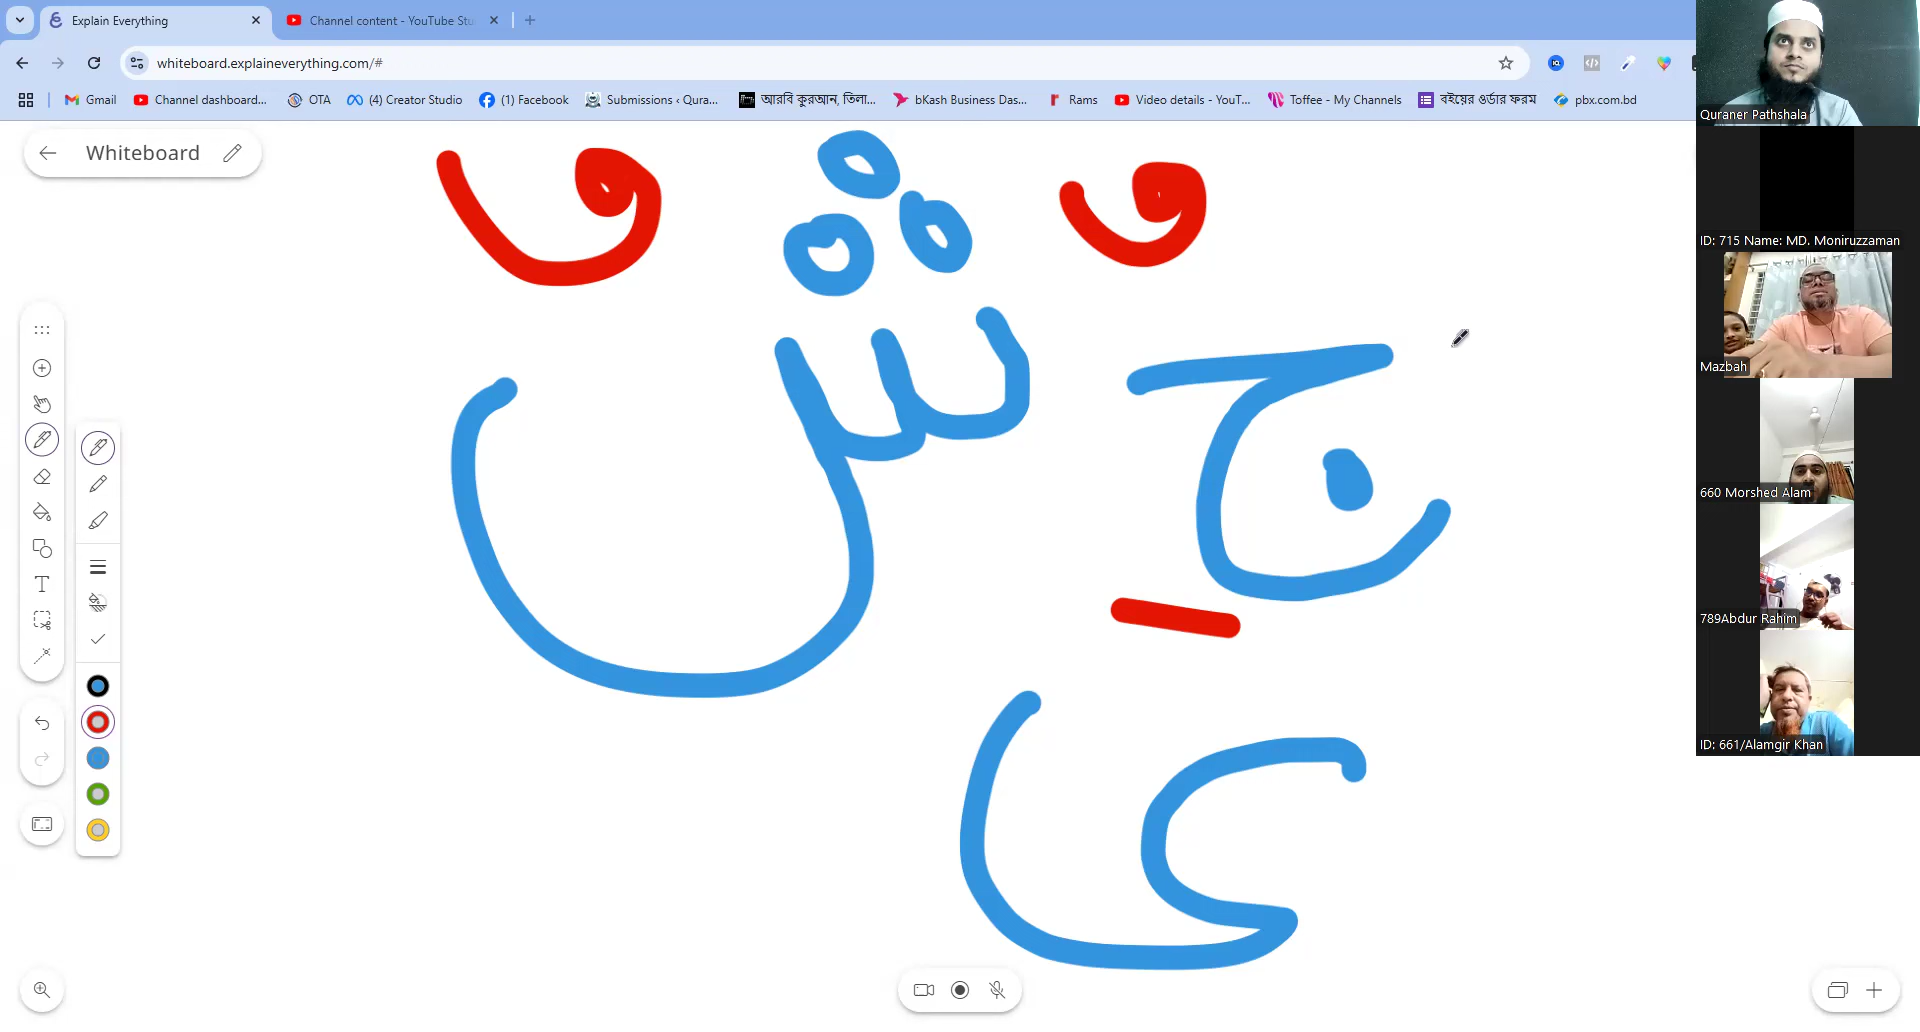 Explain Everything
Channel content - YouTube Stu
whiteboard.explaineverything.com/#
Gmail
Channel dashboard...
OTA
(4) Creator Studio
(1) Facebook
Submissions ‹ Qura...
আরবি কুরআন, তিলা...
bKash Business Das...
Rams
Video details - YouT...
Toffee - My Channels
বইয়ের ওর্ডার ফরম
pbx.com.bd
Whiteboard
جُ شُ
ى
Quraner Pathshala
ID: 715 Name: MD. Moniruzzaman
Mazbah
660 Morshed Alam
789Abdur Rahim
ID: 661/Alamgir Khan